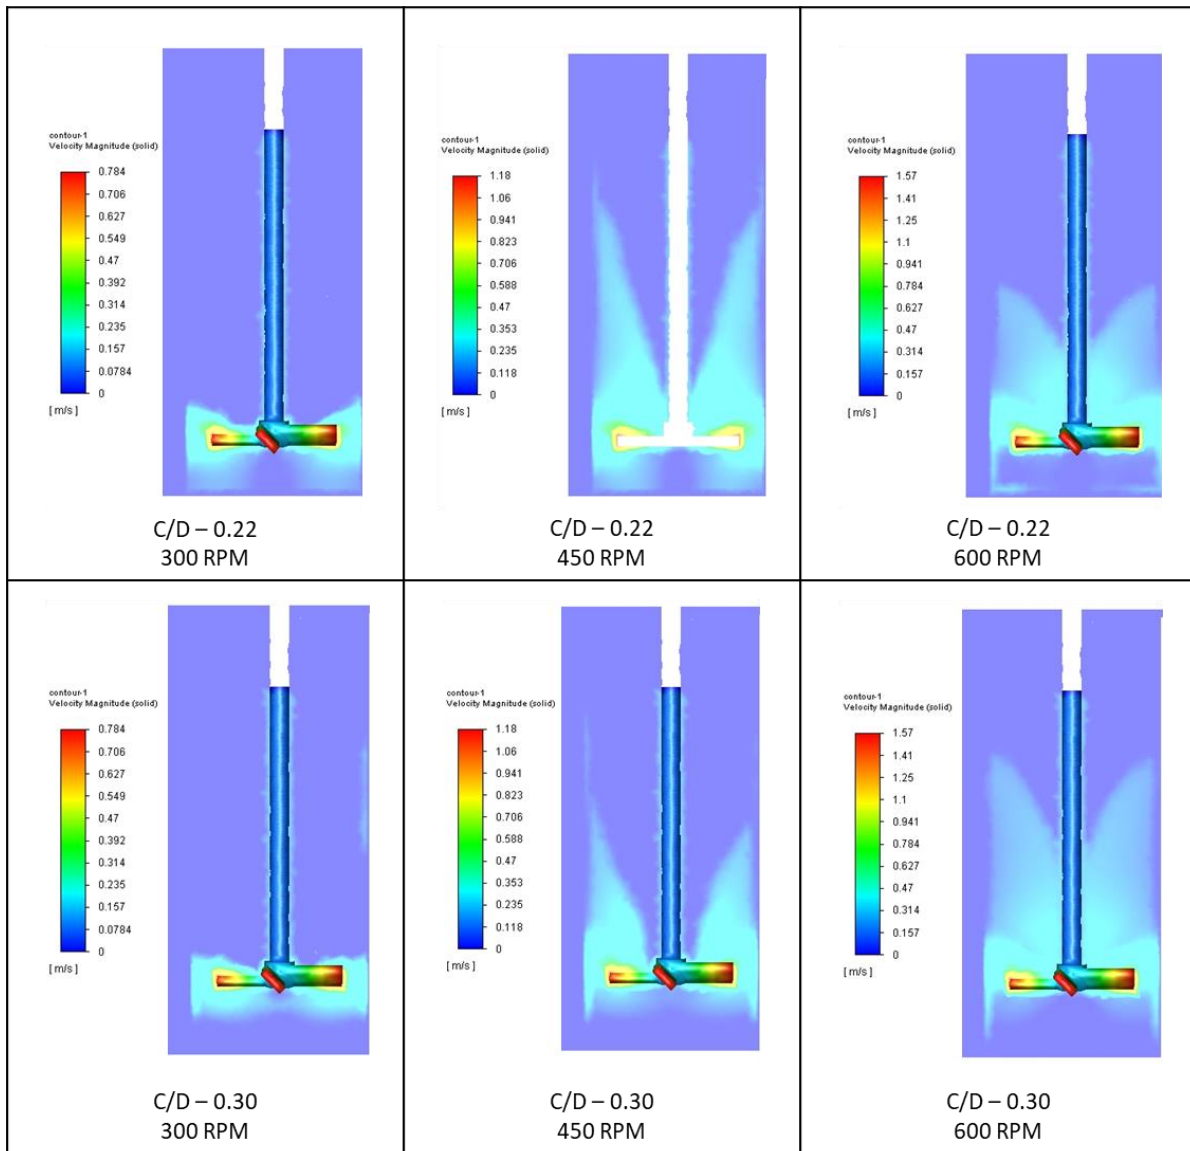 contour-1
Velocity Magnitude (solid)
0.784
0.706
0.627
0.549
0.47
0.392
0.314
0.235
0.157
0.0784
0
[ m/s ]
C/D – 0.22
300 RPM
contour-1
Velocity Magnitude (solid)
1.18
1.06
0.941
0.823
0.706
0.588
0.47
0.353
0.235
0.118
0
[ m/s ]
C/D – 0.22
450 RPM
contour-1
Velocity Magnitude (solid)
1.57
1.41
1.25
1.1
0.941
0.784
0.627
0.47
0.314
0.157
0
[ m/s ]
C/D – 0.22
600 RPM
contour-1
Velocity Magnitude (solid)
0.784
0.706
0.627
0.549
0.47
0.392
0.314
0.235
0.157
0.0784
0
[ m/s ]
C/D – 0.30
300 RPM
contour-1
Velocity Magnitude (solid)
1.18
1.06
0.941
0.823
0.706
0.588
0.47
0.353
0.235
0.118
0
[ m/s ]
C/D – 0.30
450 RPM
contour-1
Velocity Magnitude (solid)
1.57
1.41
1.25
1.1
0.941
0.784
0.627
0.47
0.314
0.157
0
[ m/s ]
C/D – 0.30
600 RPM